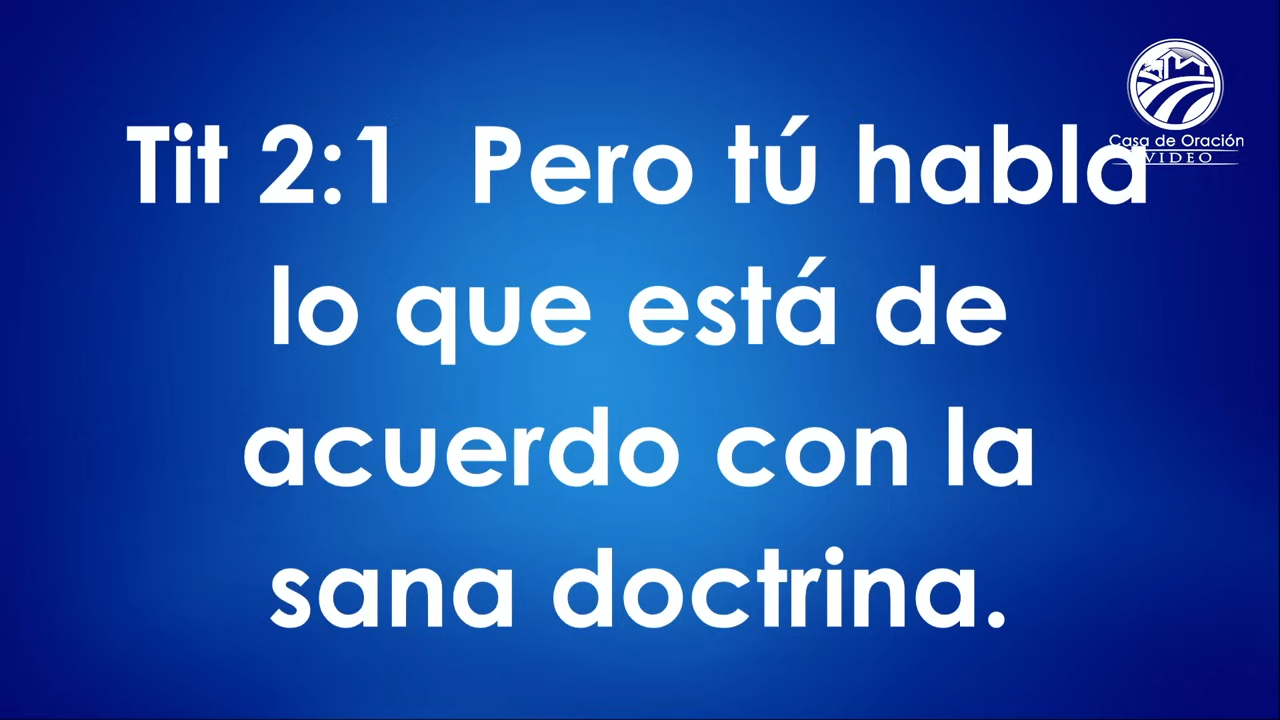 Tit 2:1 Pero tú habla
lo que está de
acuerdo con la
sana doctrina.
Casa de Oración
VIDEO